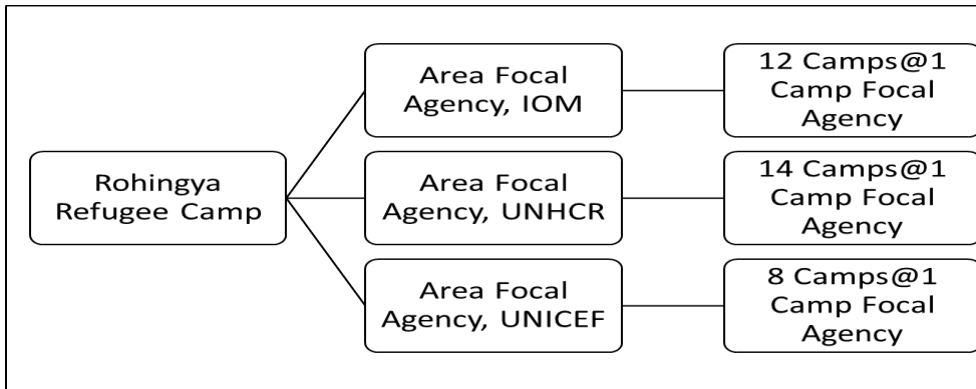 Rohingya
Refugee Camp
Area Focal
Agency, IOM
12 Camps@1
Camp Focal
Agency
Area Focal
Agency, UNHCR
14 Camps@1
Camp Focal
Agency
Area Focal
Agency, UNICEF
8 Camps@1
Camp Focal
Agency